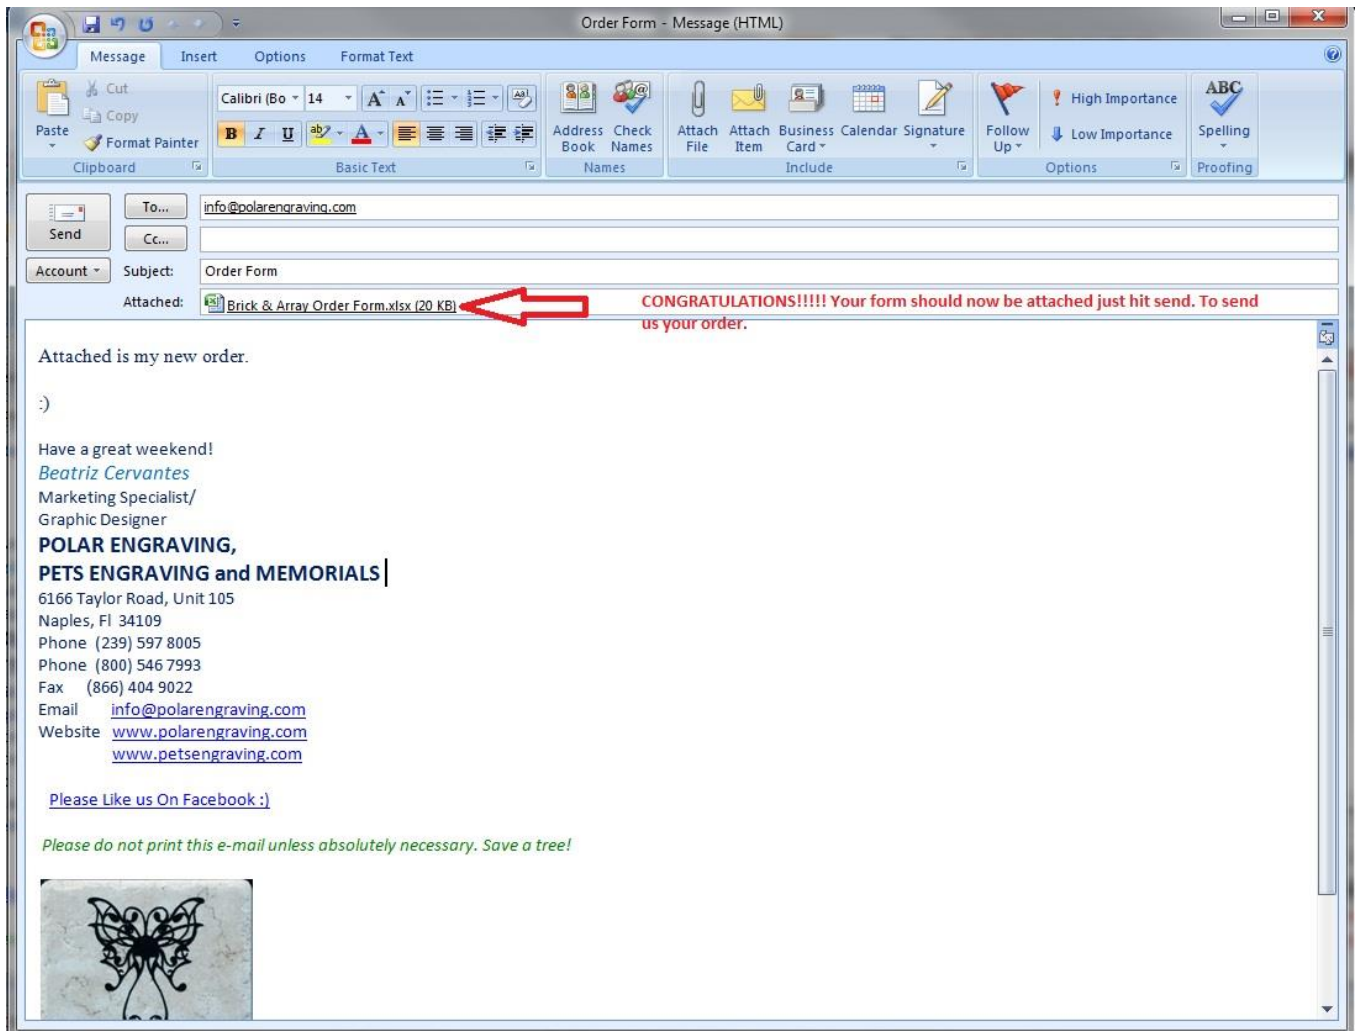 Order Form - Message (HTML)
Message Insert Options Format Text
Cut
Copy
Paste
Format Painter
Clipboard
Calibri (Bo 14
B I U
Basic Text
Address Book
Check Names
Names
Attach File
Attach Item
Business Card
Calendar
Signature
Include
Follow Up
High Importance
Low Importance
Options
ABC
Spelling
Proofing
Send
To... info@polarengraving.com
Cc...
Account
Subject: Order Form
Attached: Brick & Array Order Form.xlsx (20 KB)
CONGRATULATIONS!!!!! Your form should now be attached just hit send. To send
us your order.
Attached is my new order.
:)
Have a great weekend!
Beatriz Cervantes
Marketing Specialist/
Graphic Designer
POLAR ENGRAVING,
PETS ENGRAVING and MEMORIALS
6166 Taylor Road, Unit 105
Naples, Fl 34109
Phone (239) 597 8005
Phone (800) 546 7993
Fax (866) 404 9022
Email info@polarengraving.com
Website www.polarengraving.com
www.petsengraving.com
Please Like us On Facebook :)
Please do not print this e-mail unless absolutely necessary. Save a tree!